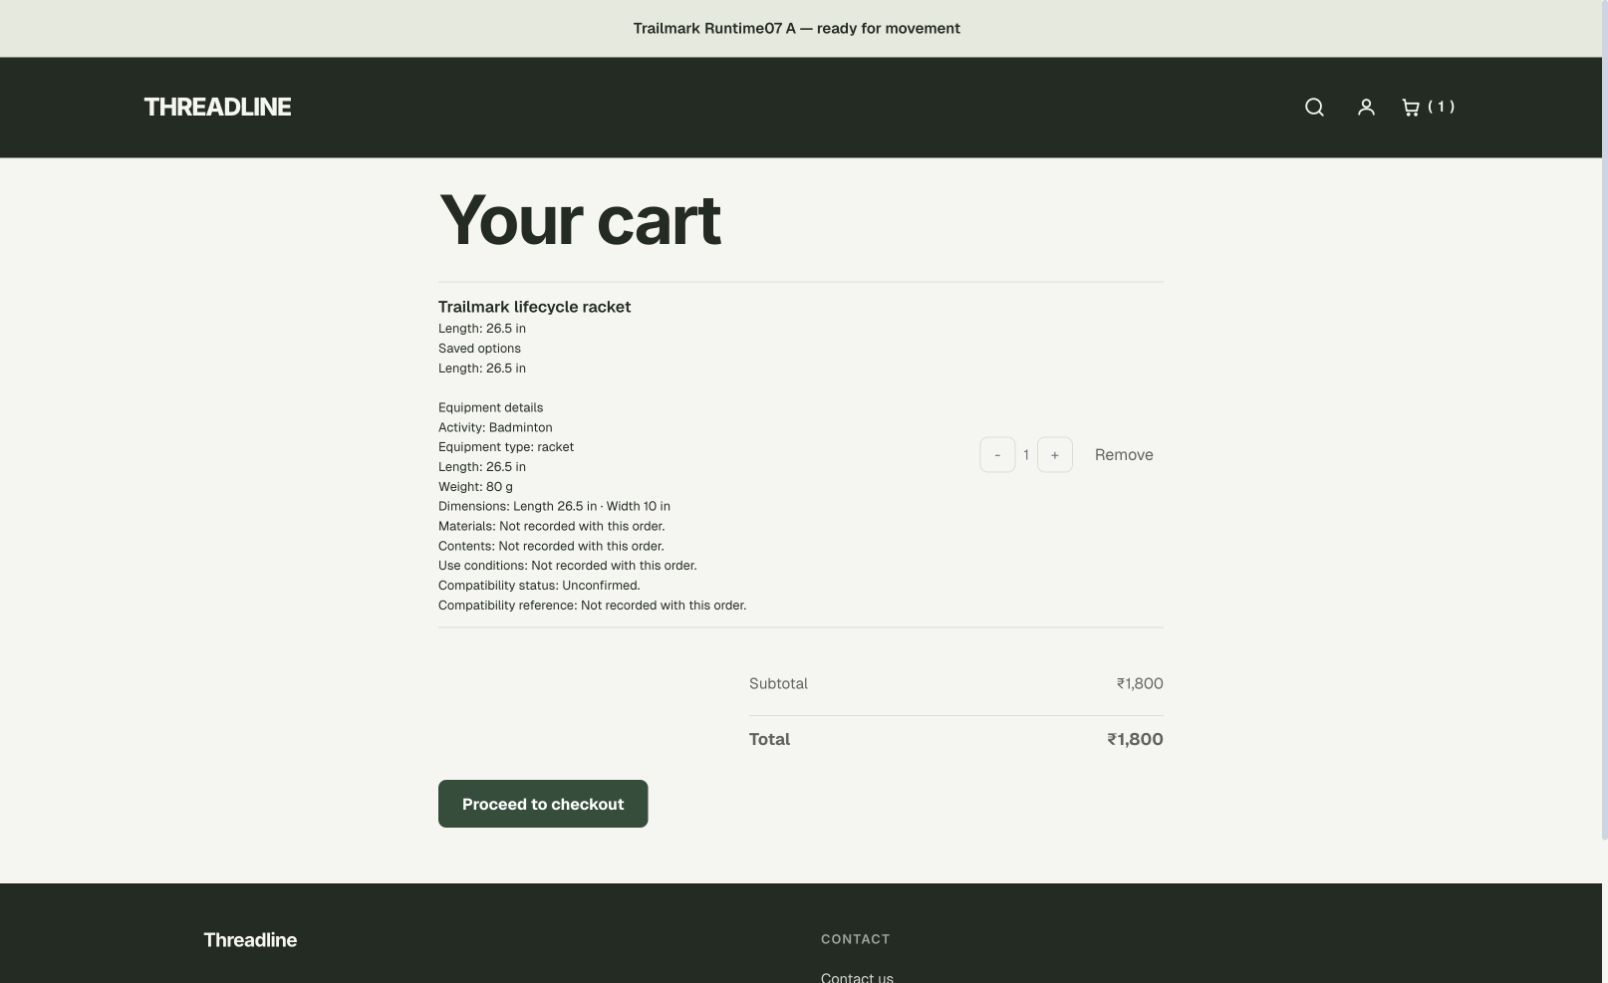 Trailmark Runtime07 A — ready for movement
THREADLINE
( 1 )
Your cart
Trailmark lifecycle racket
Length: 26.5 in
Saved options
Length: 26.5 in
Equipment details
Activity: Badminton
Equipment type: racket
Length: 26.5 in
Weight: 80 g
Dimensions: Length 26.5 in · Width 10 in
Materials: Not recorded with this order.
Contents: Not recorded with this order.
Use conditions: Not recorded with this order.
Compatibility status: Unconfirmed.
Compatibility reference: Not recorded with this order.
- 1 + Remove
Subtotal ₹1,800
Total ₹1,800
Proceed to checkout
Threadline
CONTACT
Contact us